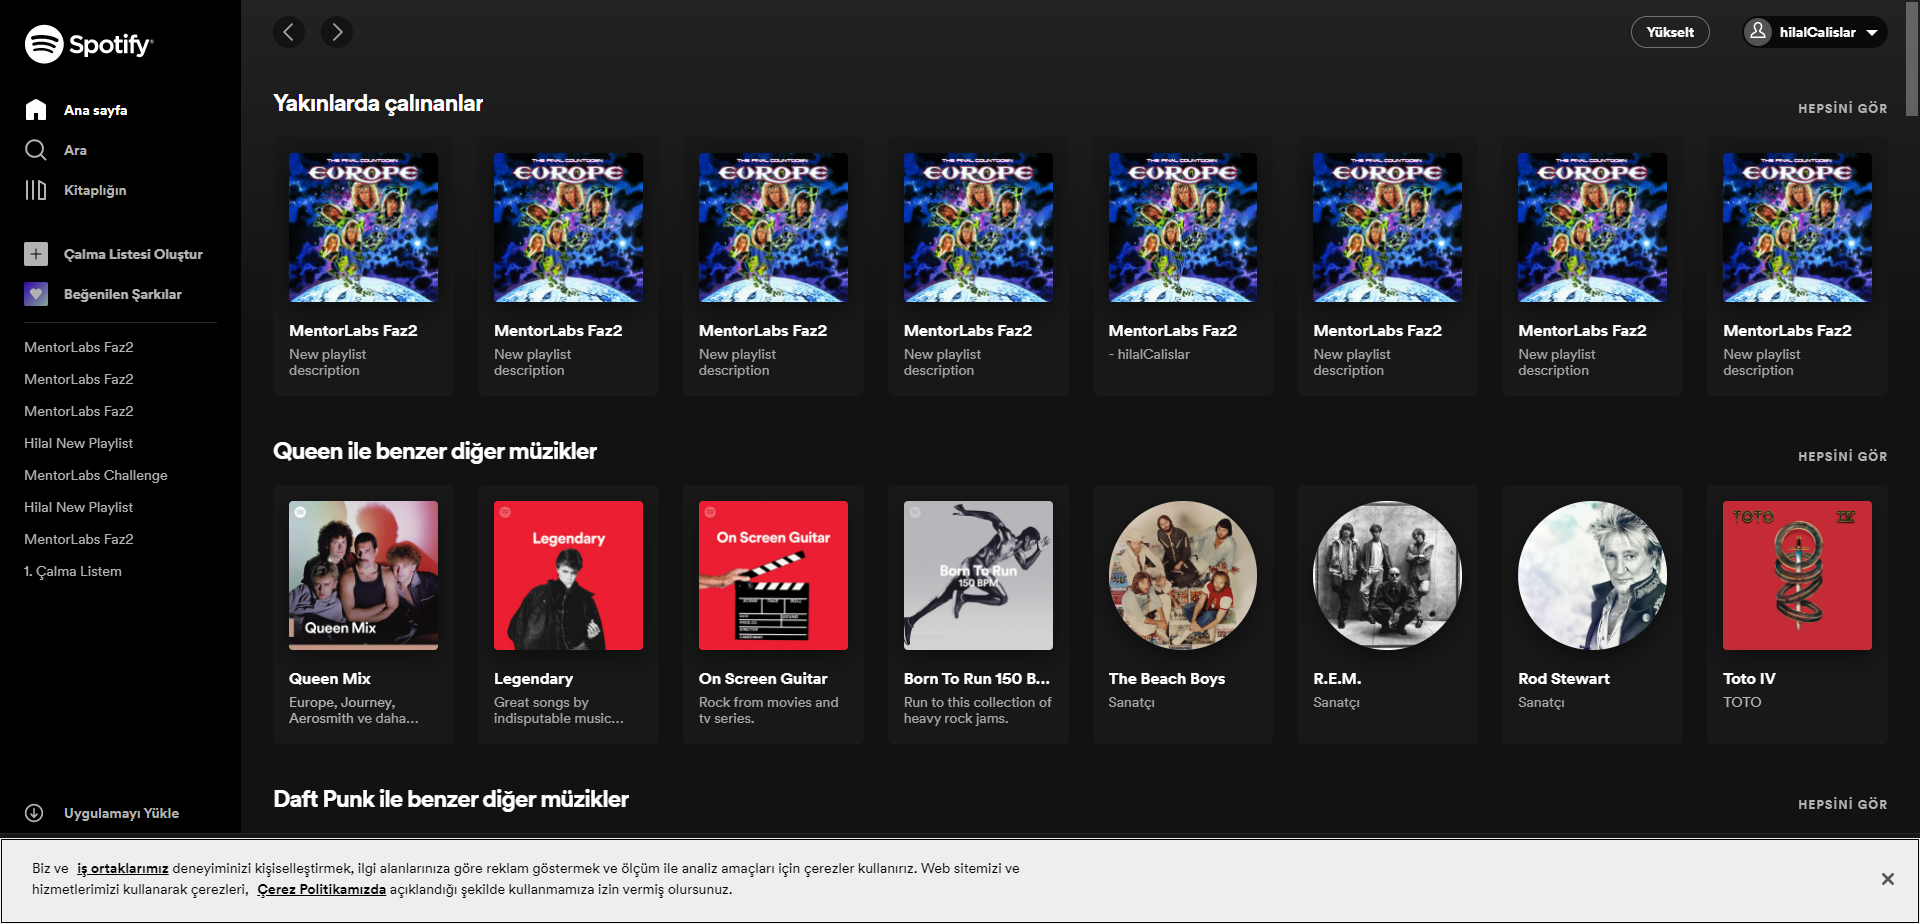 Spotify
Yükselt
hilalCalislar
Ana sayfa
Ara
Kitaplığın
Çalma Listesi Oluştur
Beğenilen Şarkılar
MentorLabs Faz2
MentorLabs Faz2
MentorLabs Faz2
Hilal New Playlist
MentorLabs Challenge
Hilal New Playlist
MentorLabs Faz2
1. Çalma Listem
Uygulamayı Yükle
Yakınlarda çalınanlar
HEPSİNİ GÖR
THE FINAL COUNTDOWN
EUROPE
MentorLabs Faz2
New playlist
description
THE FINAL COUNTDOWN
EUROPE
MentorLabs Faz2
New playlist
description
THE FINAL COUNTDOWN
EUROPE
MentorLabs Faz2
New playlist
description
THE FINAL COUNTDOWN
EUROPE
MentorLabs Faz2
New playlist
description
THE FINAL COUNTDOWN
EUROPE
MentorLabs Faz2
- hilalCalislar
THE FINAL COUNTDOWN
EUROPE
MentorLabs Faz2
New playlist
description
THE FINAL COUNTDOWN
EUROPE
MentorLabs Faz2
New playlist
description
THE FINAL COUNTDOWN
EUROPE
MentorLabs Faz2
New playlist
description
Queen ile benzer diğer müzikler
HEPSİNİ GÖR
Queen Mix
Queen Mix
Europe, Journey,
Aerosmith ve daha...
Legendary
Legendary
Great songs by
indisputable music...
On Screen Guitar
On Screen Guitar
Rock from movies and
tv series.
Born To Run
150 BPM
Born To Run 150 B...
Run to this collection of
heavy rock jams.
The Beach Boys
Sanatçı
R.E.M.
Sanatçı
Rod Stewart
Sanatçı
TOTO IV
Toto IV
TOTO
Daft Punk ile benzer diğer müzikler
HEPSİNİ GÖR
Biz ve iş ortaklarımız deneyiminizi kişiselleştirmek, ilgi alanlarınıza göre reklam göstermek ve ölçüm ile analiz amaçları için çerezler kullanırız. Web sitemizi ve
hizmetlerimizi kullanarak çerezleri, Çerez Politikamızda açıklandığı şekilde kullanmamıza izin vermiş olursunuz.